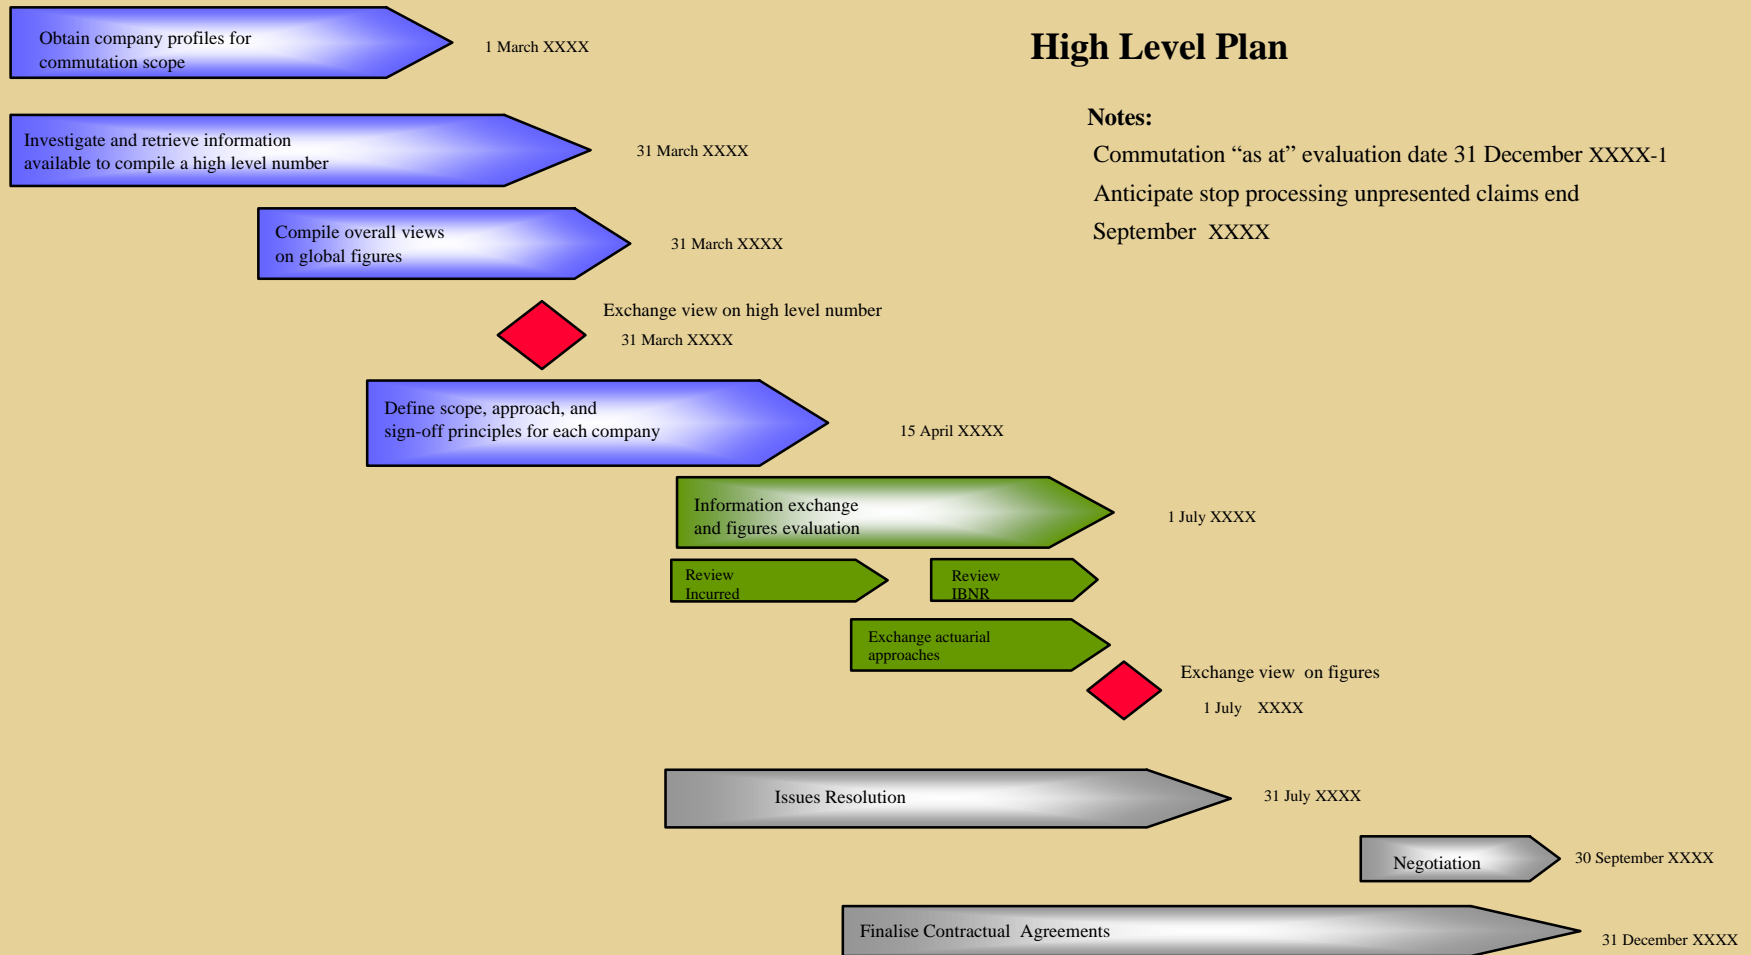 High Level Plan
Obtain company profiles for
commutation scope
1 March XXXX
Notes:
Commutation “as at” evaluation date 31 December XXXX-1
Anticipate stop processing unpresented claims end
September XXXX
Investigate and retrieve information
available to compile a high level number
31 March XXXX
Compile overall views
on global figures
31 March XXXX
Exchange view on high level number
31 March XXXX
Define scope, approach, and
sign-off principles for each company
15 April XXXX
Information exchange
and figures evaluation
1 July XXXX
Review
Incurred
Review
IBNR
Exchange actuarial
approaches
Exchange view on figures
1 July XXXX
Issues Resolution
31 July XXXX
Negotiation
30 September XXXX
Finalise Contractual Agreements
31 December XXXX